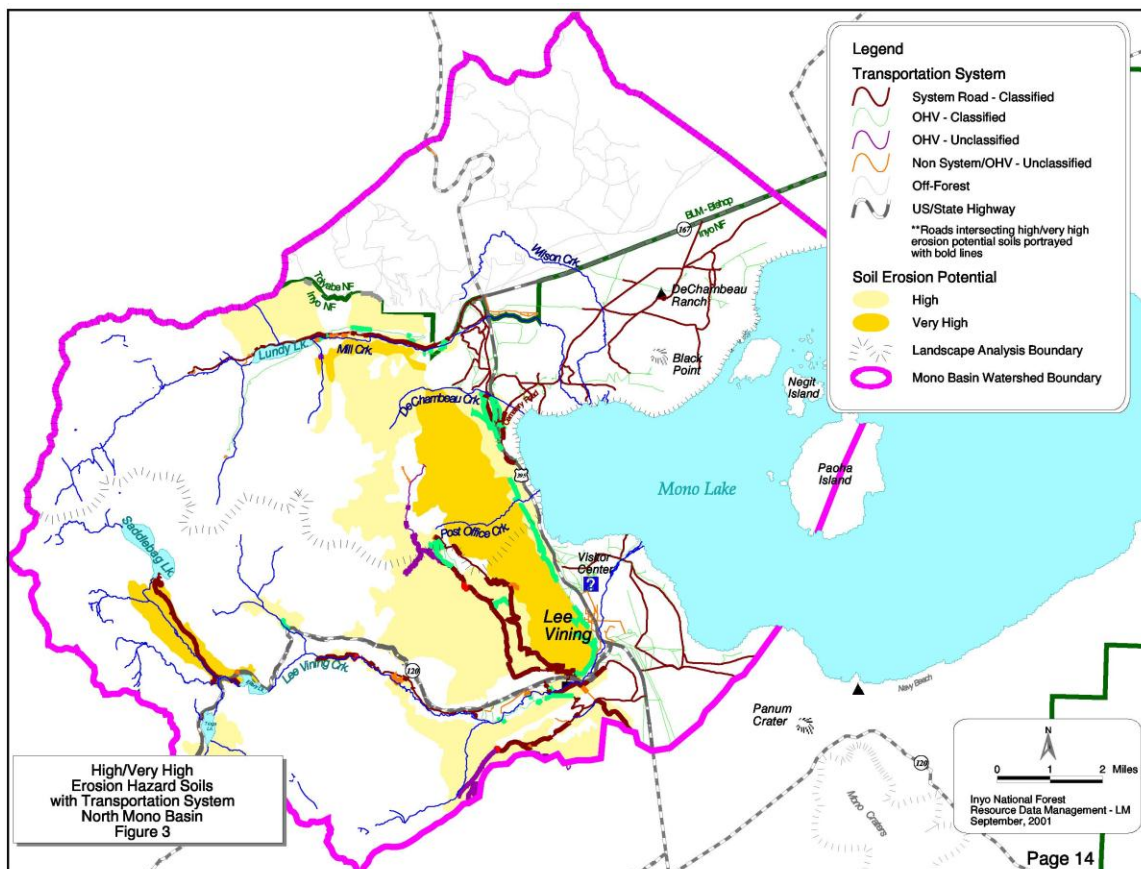 Legend
Transportation System
System Road - Classified
OHV - Classified
OHV - Unclassified
Non System/OHV - Unclassified
Off-Forest
US/State Highway
**Roads intersecting high/very high
erosion potential soils portrayed
with bold lines
Soil Erosion Potential
High
Very High
Landscape Analysis Boundary
Mono Basin Watershed Boundary
BLM - Bishop
167
Inyo NF
Wilson Crk.
Toiyabe NF
Inyo NF
DeChambeau
Ranch
Lundy Lk.
Mill Crk.
Black
Point
Negit
Island
DeChambeau Crk.
Cemetery Road
Paoha
Island
Mono Lake
Saddlebag Lk.
Post Office Crk.
Visitor
Center
?
Lee
Vining
120
Lee Vining Crk.
Navy Beach
Panum
Crater
120
Mono Craters
High/Very High
Erosion Hazard Soils
with Transportation System
North Mono Basin
Figure 3
N
0 1 2 Miles
Inyo National Forest
Resource Data Management - LM
September, 2001
Page 14